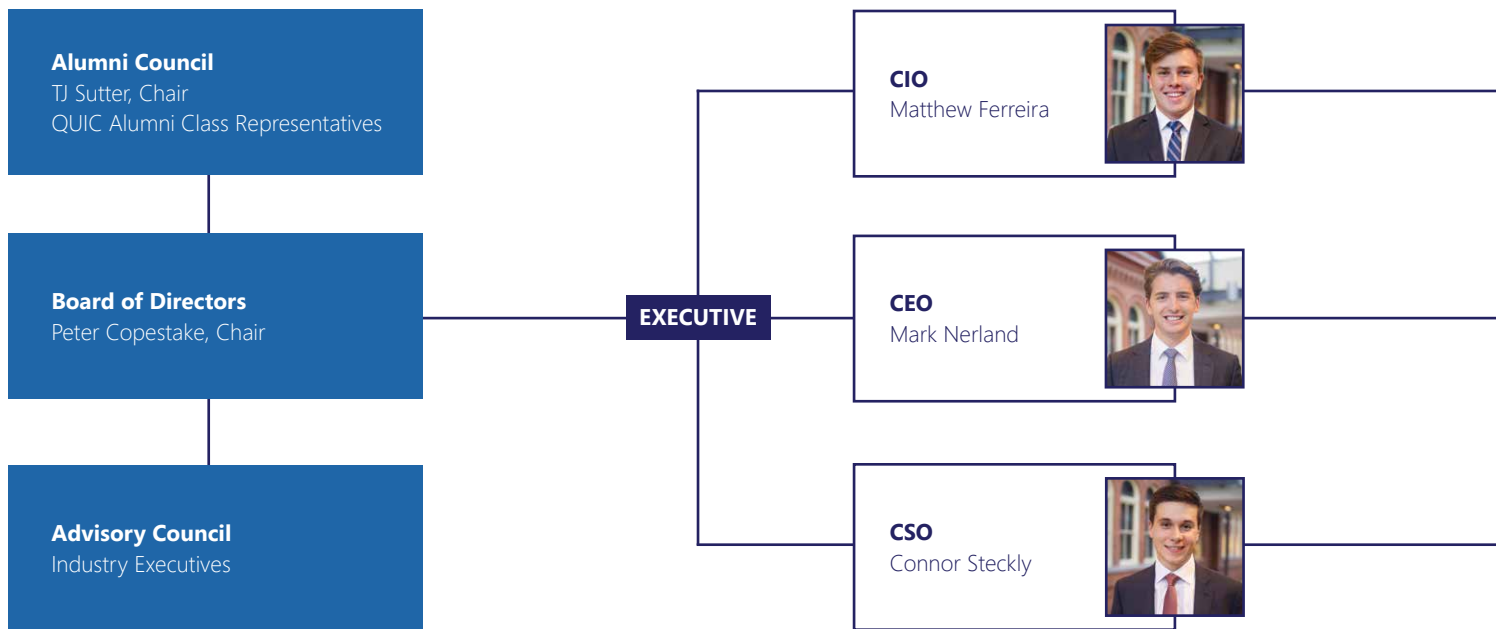 Alumni Council
TJ Sutter, Chair
QUIC Alumni Class Representatives
Board of Directors
Peter Copestake, Chair
Advisory Council
Industry Executives
EXECUTIVE
CIO
Matthew Ferreira
CEO
Mark Nerland
CSO
Connor Steckly